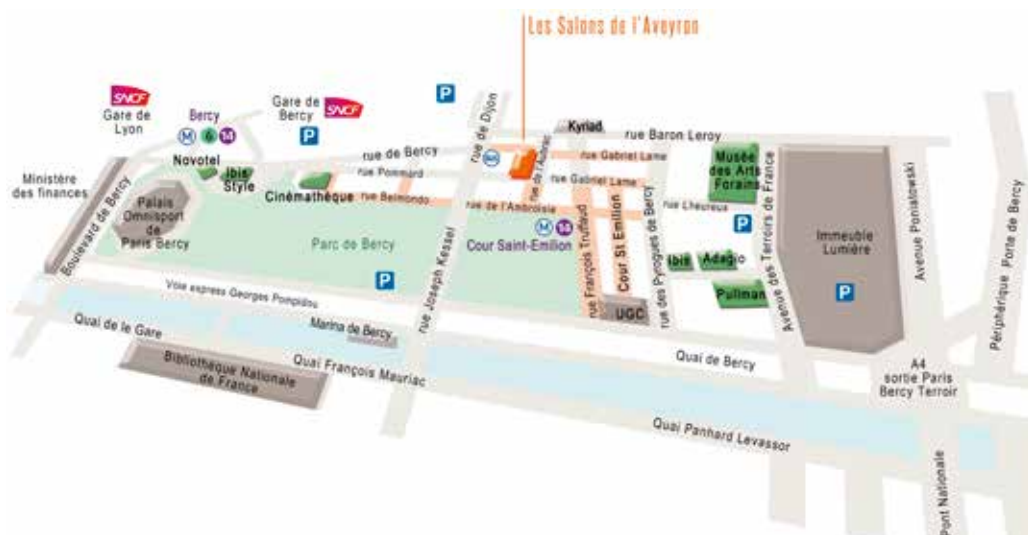 Les Salons de l'Aveyron
SNCF
Gare de
Lyon
Bercy
M 6 14
Gare de
Bercy
SNCF
P
P
rue de Dijon
Kyriad
rue Baron Leroy
Ministère
des finances
Boulevard de Bercy
Novotel
Ibis
Style
Palais
Omnisport de
Paris Bercy
Cinémathèque
rue de Bercy
rue Pommard
rue Belmondo
rue de l'Aubrac
rue Gabriel Lame
rue Gabriel Lame
rue de l'Ambroisie
rue Lheureux
Musée
des Arts
Forains
P
M 14
Cour Saint-Emilion
Parc de Bercy
P
rue Joseph Kessel
rue François Truffaud
Cour St Emilion
rue des Pyrogues de Bercy
Ibis
Adagio
Pullman
UGC
Avenue des Terroirs de France
Immeuble
Lumière
P
Avenue Poniatowski
Périphérique Porte de Bercy
Voie express Georges Pompidou
Marina de Bercy
Quai de le Gare
Quai François Mauriac
Bibliothèque Nationale
de France
Quai de Bercy
Quai Panhard Levassor
A4
sortie Paris
Bercy Terroir
Pont Nationale